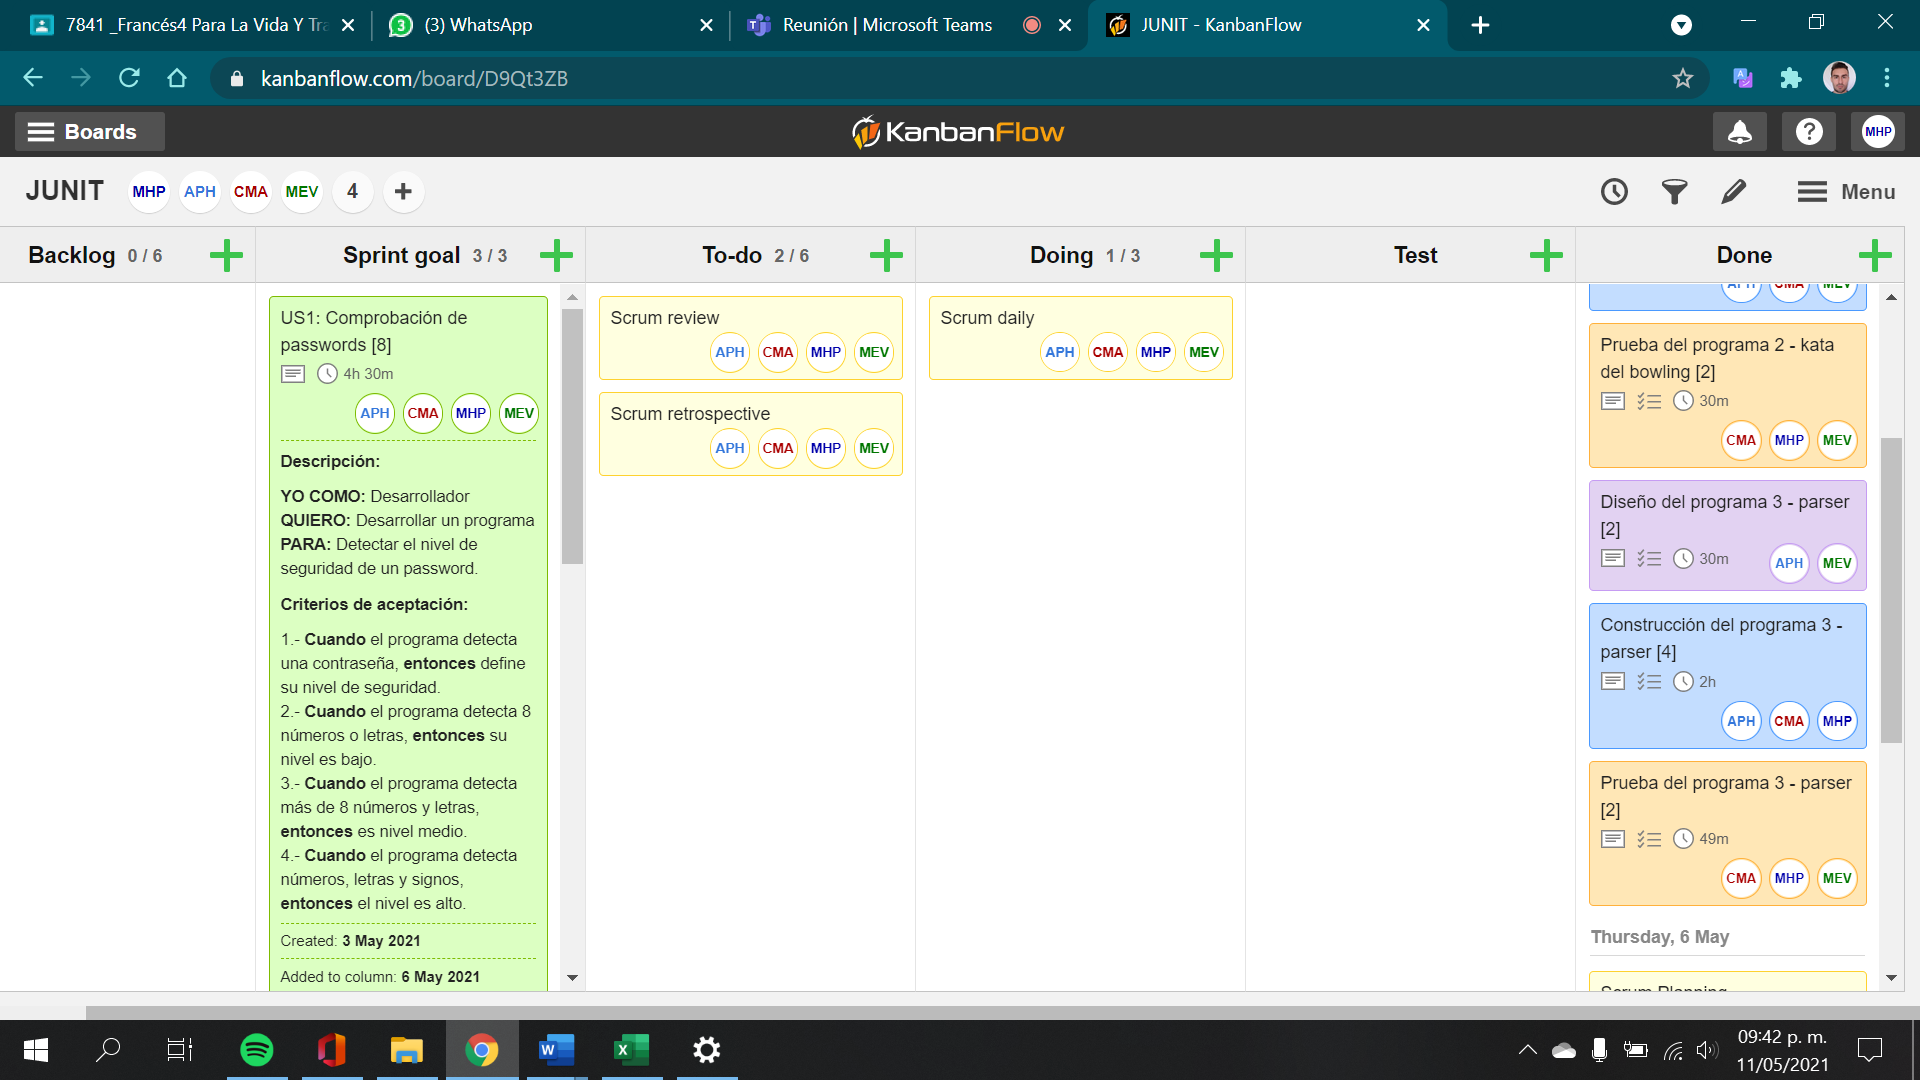 7841 _Francés4 Para La Vida Y Tra
(3) WhatsApp
Reunión | Microsoft Teams
JUNIT - KanbanFlow
kanbanflow.com/board/D9Qt3ZB
Boards
KanbanFlow
MHP
JUNIT
MHP APH CMA MEV 4 +
Menu
Backlog 0 / 6
Sprint goal 3 / 3
To-do 2 / 6
Doing 1 / 3
Test
Done
US1: Comprobación de
passwords [8]
4h 30m
APH CMA MHP MEV
Descripción:
YO COMO: Desarrollador
QUIERO: Desarrollar un programa
PARA: Detectar el nivel de
seguridad de un password.
Criterios de aceptación:
1.- Cuando el programa detecta
una contraseña, entonces define
su nivel de seguridad.
2.- Cuando el programa detecta 8
números o letras, entonces su
nivel es bajo.
3.- Cuando el programa detecta
más de 8 números y letras,
entonces es nivel medio.
4.- Cuando el programa detecta
números, letras y signos,
entonces el nivel es alto.
Created: 3 May 2021
Added to column: 6 May 2021
Scrum review
APH CMA MHP MEV
Scrum retrospective
APH CMA MHP MEV
Scrum daily
APH CMA MHP MEV
APH CMA MEV
Prueba del programa 2 - kata
del bowling [2]
30m
CMA MHP MEV
Diseño del programa 3 - parser
[2]
30m
APH MEV
Construcción del programa 3 -
parser [4]
2h
APH CMA MHP
Prueba del programa 3 - parser
[2]
49m
CMA MHP MEV
Thursday, 6 May
Scrum Planning
09:42 p. m.
11/05/2021